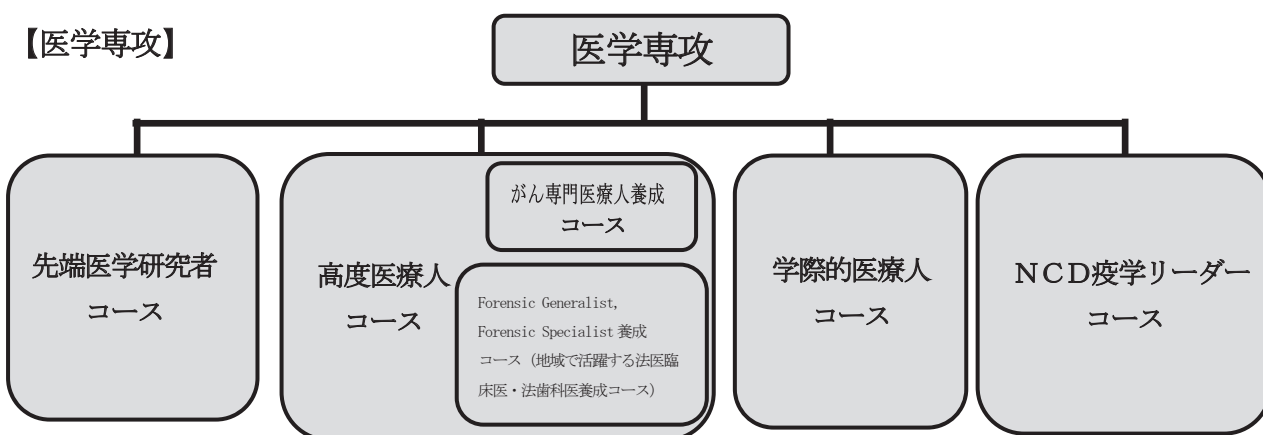 【医学専攻】
医学専攻
先端医学研究者
コース
高度医療人
コース
がん専門医療人養成
コース
Forensic Generalist,
Forensic Specialist 養成
コース（地域で活躍する法医臨
床医・法歯科医養成コース）
学際的医療人
コース
ＮＣＤ疫学リーダー
コース